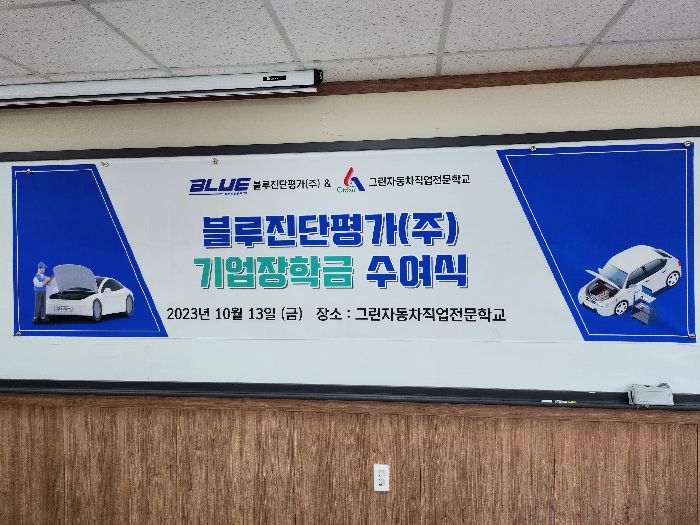 BLUE 블루진단평가(주) & 그린자동차직업전문학교
블루진단평가(주)
기업장학금 수여식
2023년 10월 13일 (금) 장소 : 그린자동차직업전문학교